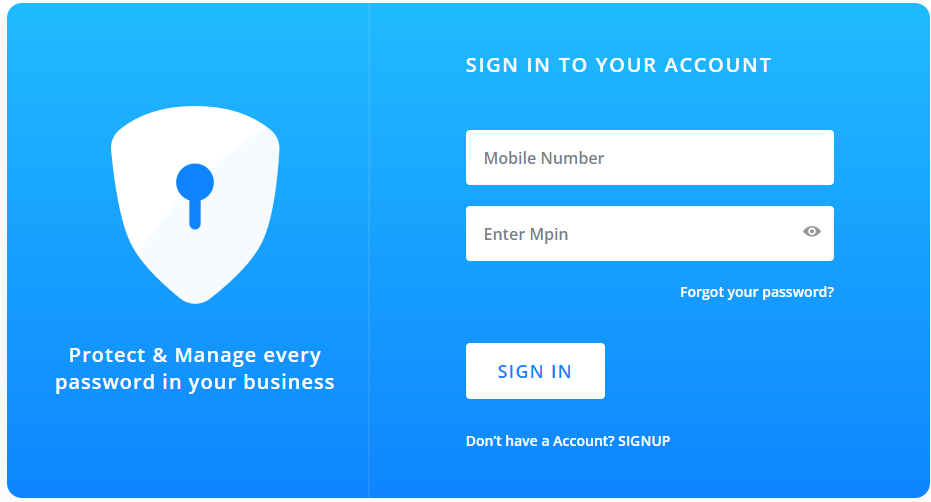 SIGN IN TO YOUR ACCOUNT
Mobile Number
Enter Mpin
Forgot your password?
Protect & Manage every
password in your business
SIGN IN
Don't have a Account? SIGNUP